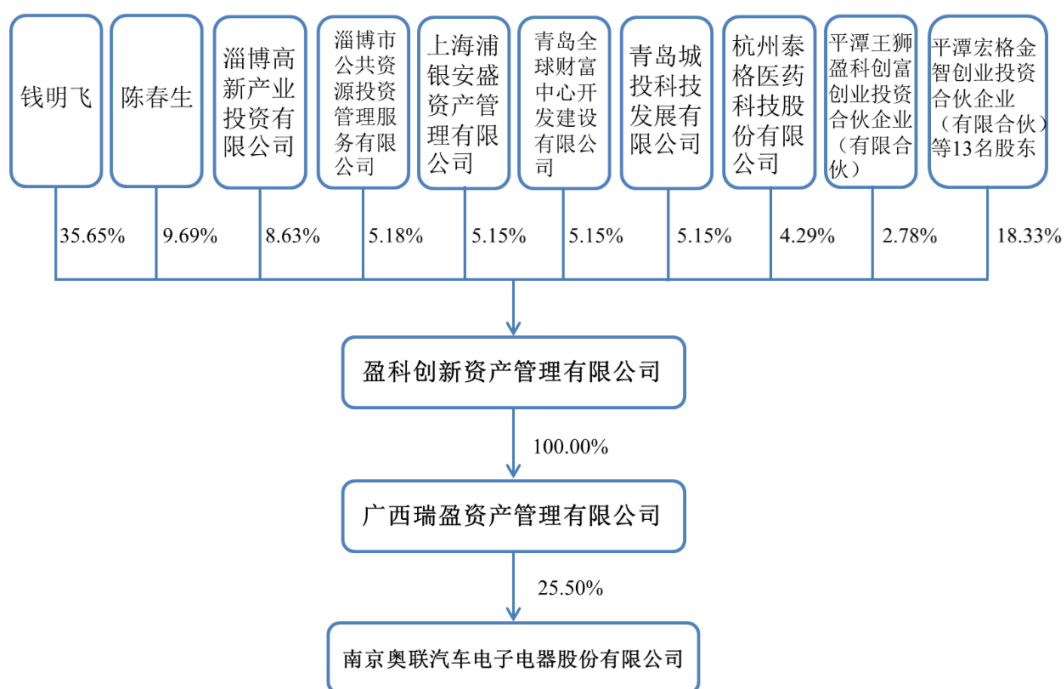 钱明飞
陈春生
淄博高
新产业
投资有
限公司
淄博市
公共资
源投资
管理服
务有限
公司
上海浦
银安盛
资产管
理有限
公司
青岛全
球财富
中心开
发建设
有限公
司
青岛城
投科技
发展有
限公司
杭州泰
格医药
科技股
份有限
公司
平潭王狮
盈科创富
创业投资
合伙企业
（有限合
伙）
平潭宏格金
智创业投资
合伙企业
（有限合伙）
等13名股东
35.65%
9.69%
8.63%
5.18%
5.15%
5.15%
5.15%
4.29%
2.78%
18.33%
盈科创新资产管理有限公司
100.00%
广西瑞盈资产管理有限公司
25.50%
南京奥联汽车电子电器股份有限公司